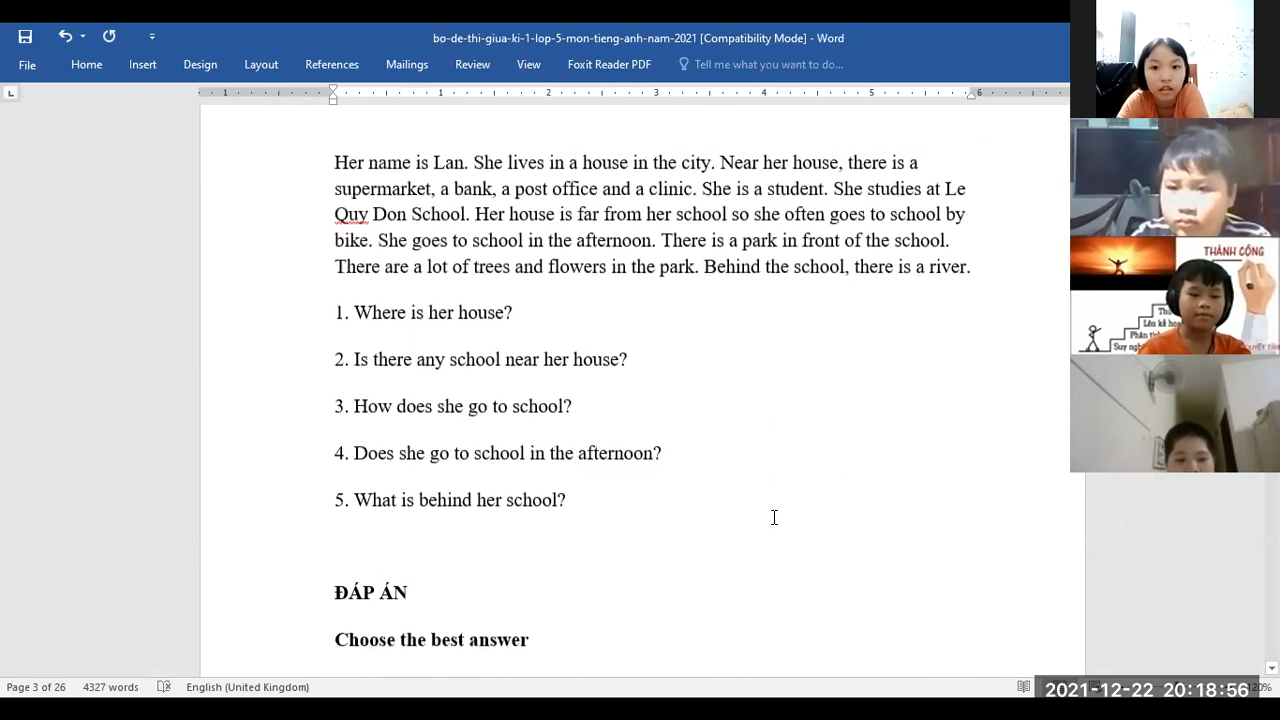 bo-de-thi-giua-ki-1-lop-5-mon-tieng-anh-nam-2021 [Compatibility Mode] - Word
File Home Insert Design Layout References Mailings Review View Foxit Reader PDF Tell me what you want to do...
1 1 2 3 4 5 6
Her name is Lan. She lives in a house in the city. Near her house, there is a
supermarket, a bank, a post office and a clinic. She is a student. She studies at Le
Quy Don School. Her house is far from her school so she often goes to school by
bike. She goes to school in the afternoon. There is a park in front of the school.
There are a lot of trees and flowers in the park. Behind the school, there is a river.
1. Where is her house?
2. Is there any school near her house?
3. How does she go to school?
4. Does she go to school in the afternoon?
5. What is behind her school?
ĐÁP ÁN
Choose the best answer
THÀNH CÔNG
Page 3 of 26 4327 words English (United Kingdom)
120%
2021-12-22 20:18:56